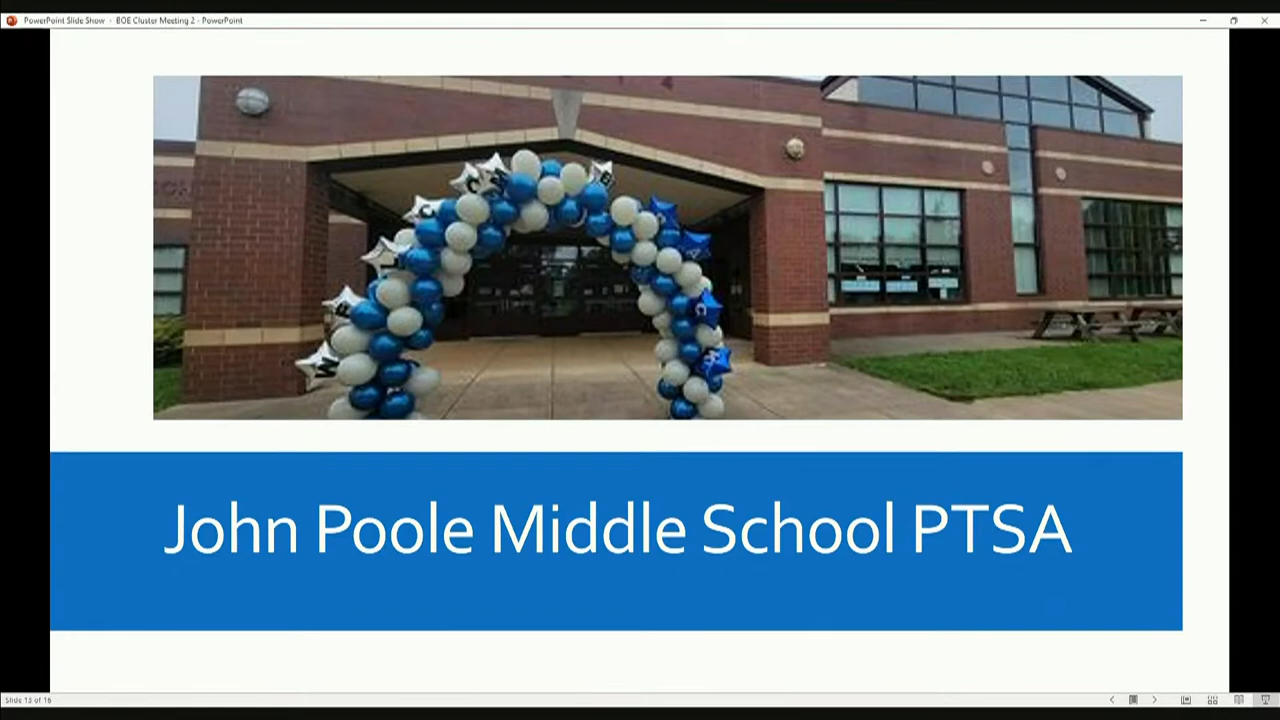 PowerPoint Slide Show - BOE Cluster Meeting 2 - PowerPoint
John Poole Middle School PTSA
Slide 13 of 16